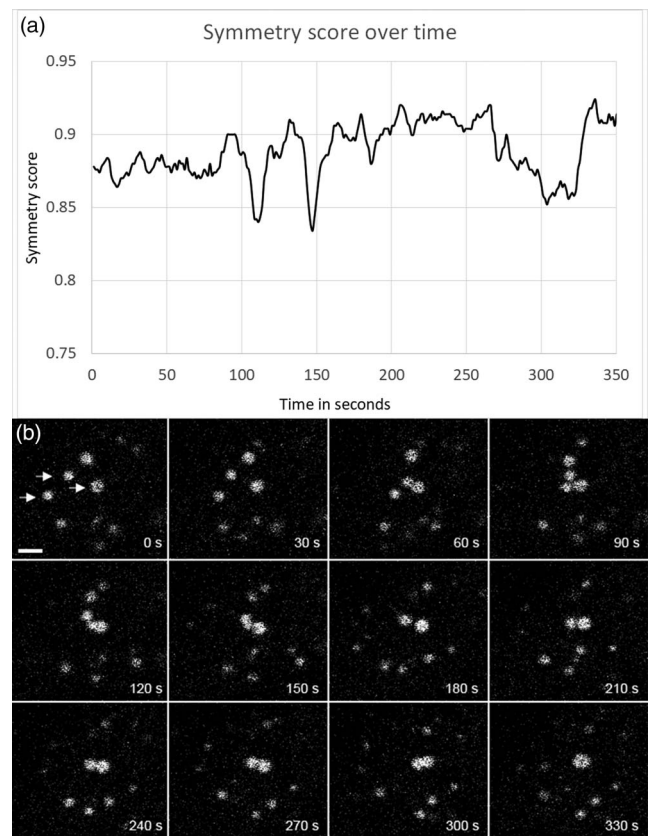 (a)
Symmetry score over time
0.95
0.9
0.85
0.8
0.75
Symmetry score
0 50 100 150 200 250 300 350
Time in seconds
(b)
0 s 30 s 60 s 90 s
120 s 150 s 180 s 210 s
240 s 270 s 300 s 330 s